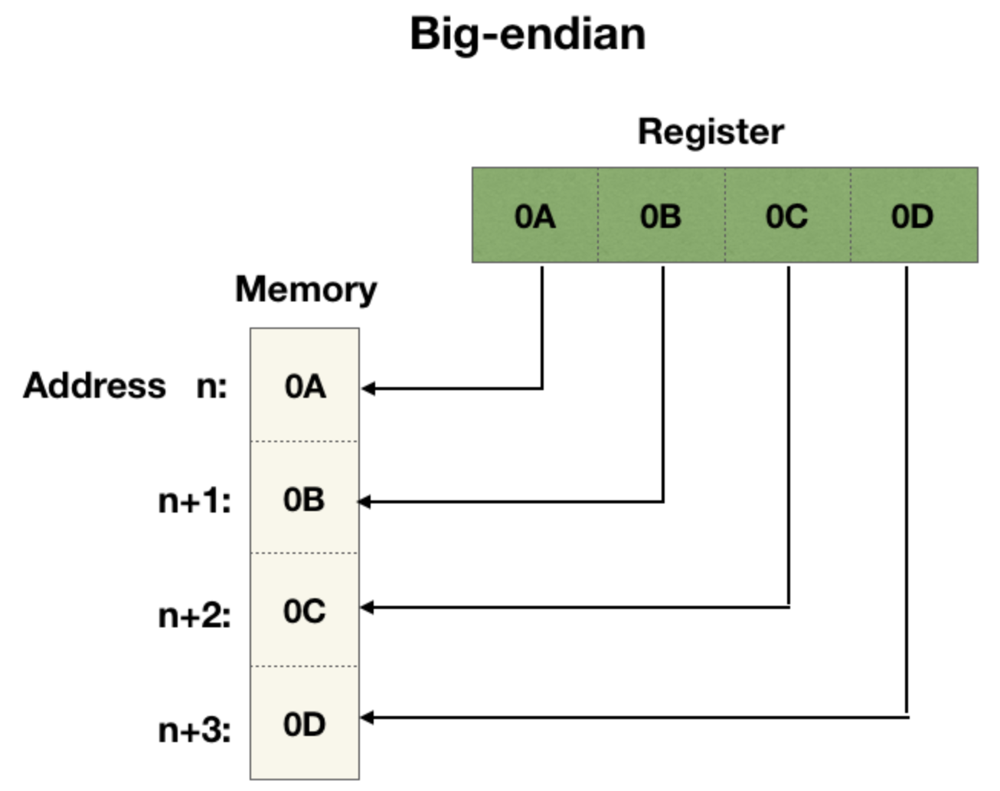 Big-endian
Register
0A 0B 0C 0D
Memory
Address n: 0A
n+1: 0B
n+2: 0C
n+3: 0D